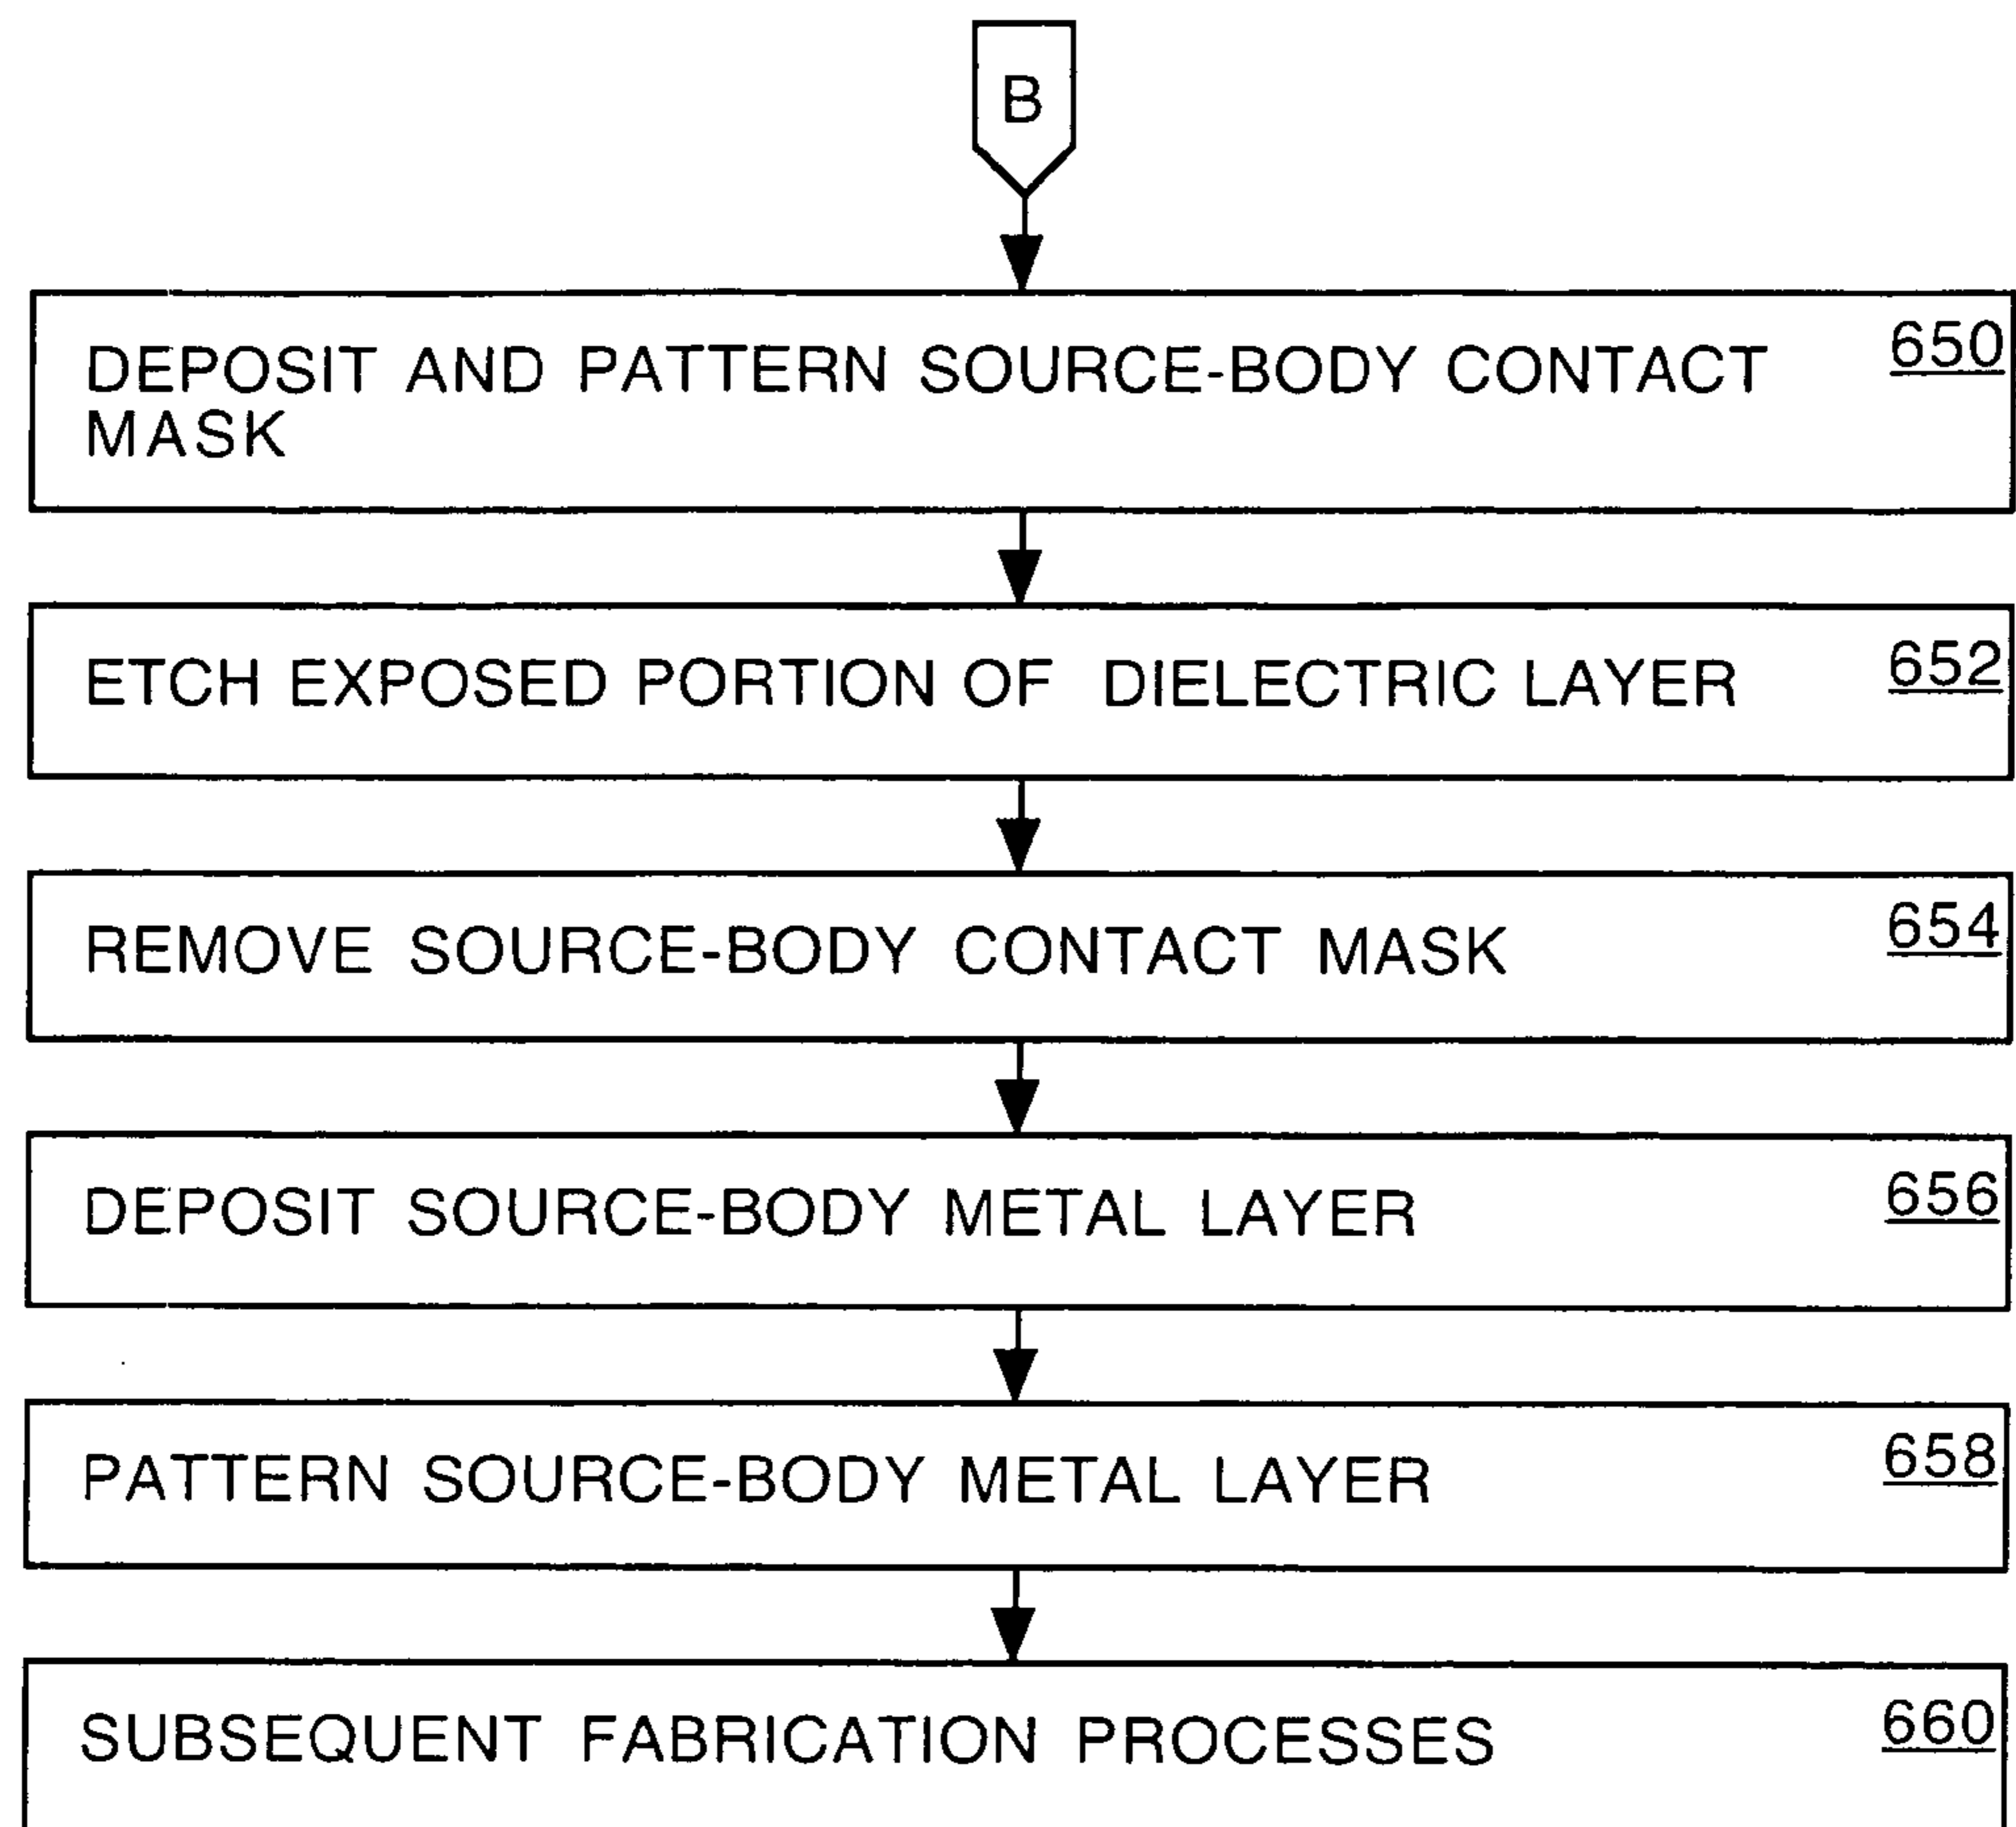 B
DEPOSIT AND PATTERN SOURCE-BODY CONTACT 650
MASK
ETCH EXPOSED PORTION OF DIELECTRIC LAYER 652
REMOVE SOURCE-BODY CONTACT MASK 654
DEPOSIT SOURCE-BODY METAL LAYER 656
PATTERN SOURCE-BODY METAL LAYER 658
SUBSEQUENT FABRICATION PROCESSES 660